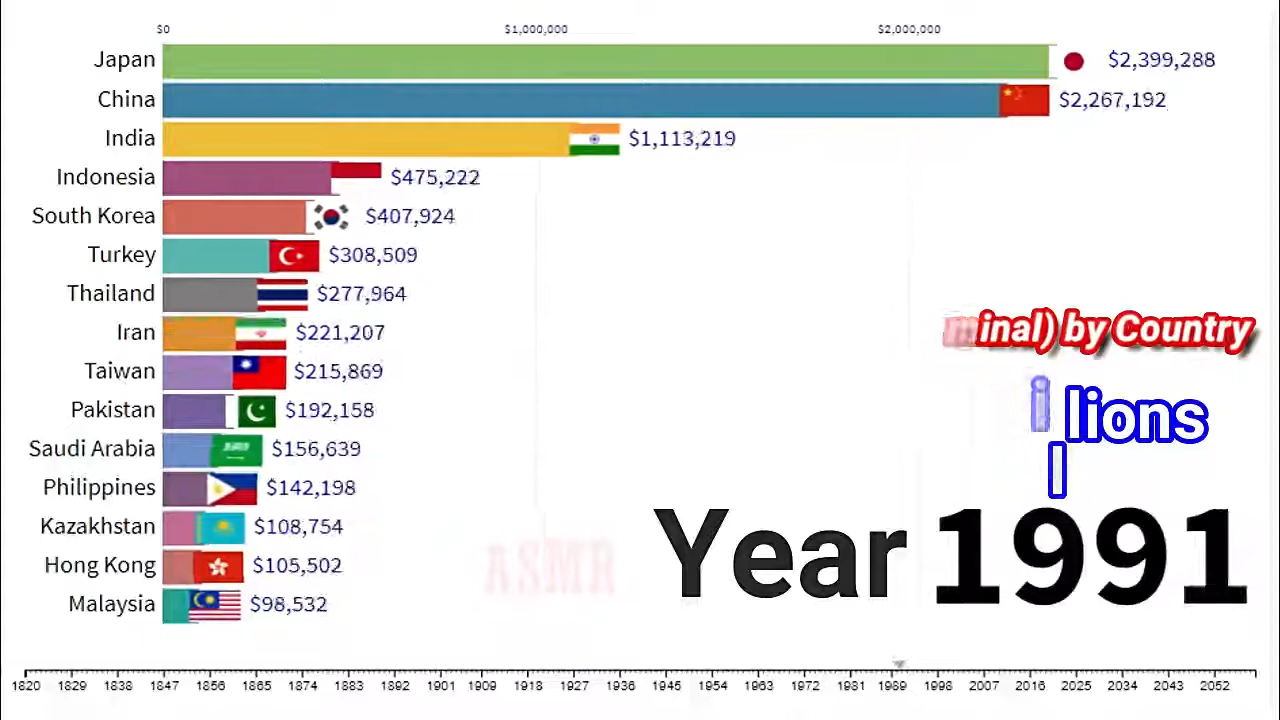 $0 $1,000,000 $2,000,000
Japan $2,399,288
China $2,267,192
India $1,113,219
Indonesia $475,222
South Korea $407,924
Turkey $308,509
Thailand $277,964
Iran $221,207
Taiwan $215,869
Pakistan $192,158
Saudi Arabia $156,639
Philippines $142,198
Kazakhstan $108,754
Hong Kong $105,502
Malaysia $98,532
minal) by Country
lions
ASMR
Year 1991
1820 1829 1838 1847 1856 1865 1874 1883 1892 1901 1909 1918 1927 1936 1945 1954 1963 1972 1981 1989 1998 2007 2016 2025 2034 2043 2052